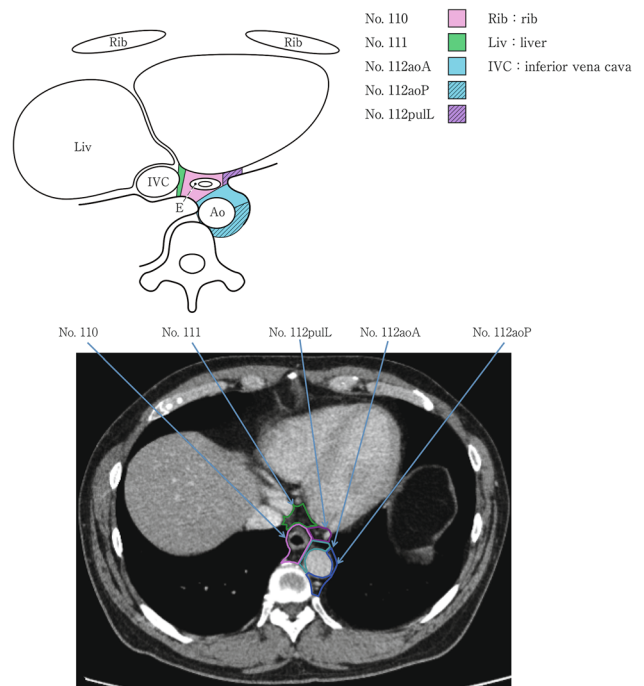 Rib
Rib
No. 110
Rib：rib
No. 111
Liv：liver
No. 112aoA
IVC：inferior vena cava
No. 112aoP
No. 112pulL
Liv
IVC
E
Ao
No. 110
No. 111
No. 112pulL
No. 112aoA
No. 112aoP